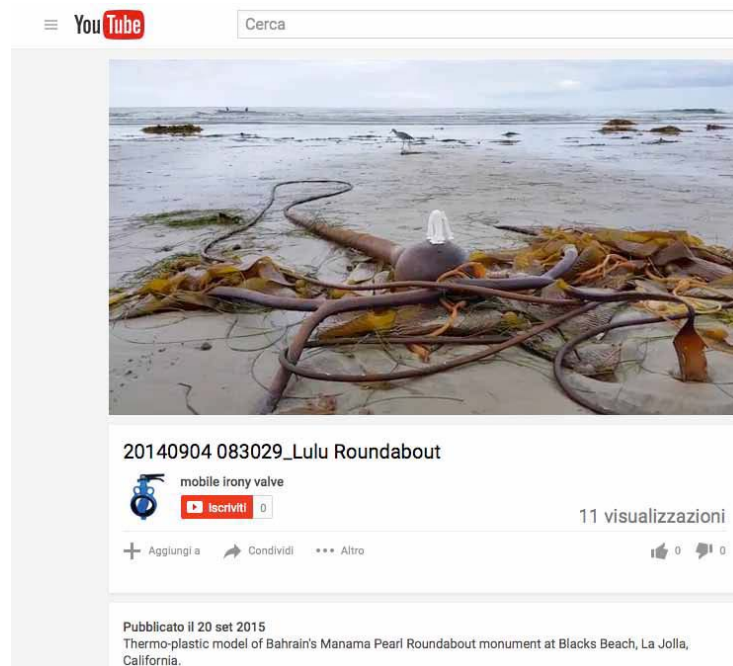 YouTube
Cerca
20140904 083029_Lulu Roundabout
mobile irony valve
Iscriviti 0
11 visualizzazioni
Aggiungi a Condividi Altro 0 0
Pubblicato il 20 set 2015
Thermo-plastic model of Bahrain's Manama Pearl Roundabout monument at Blacks Beach, La Jolla,
California.